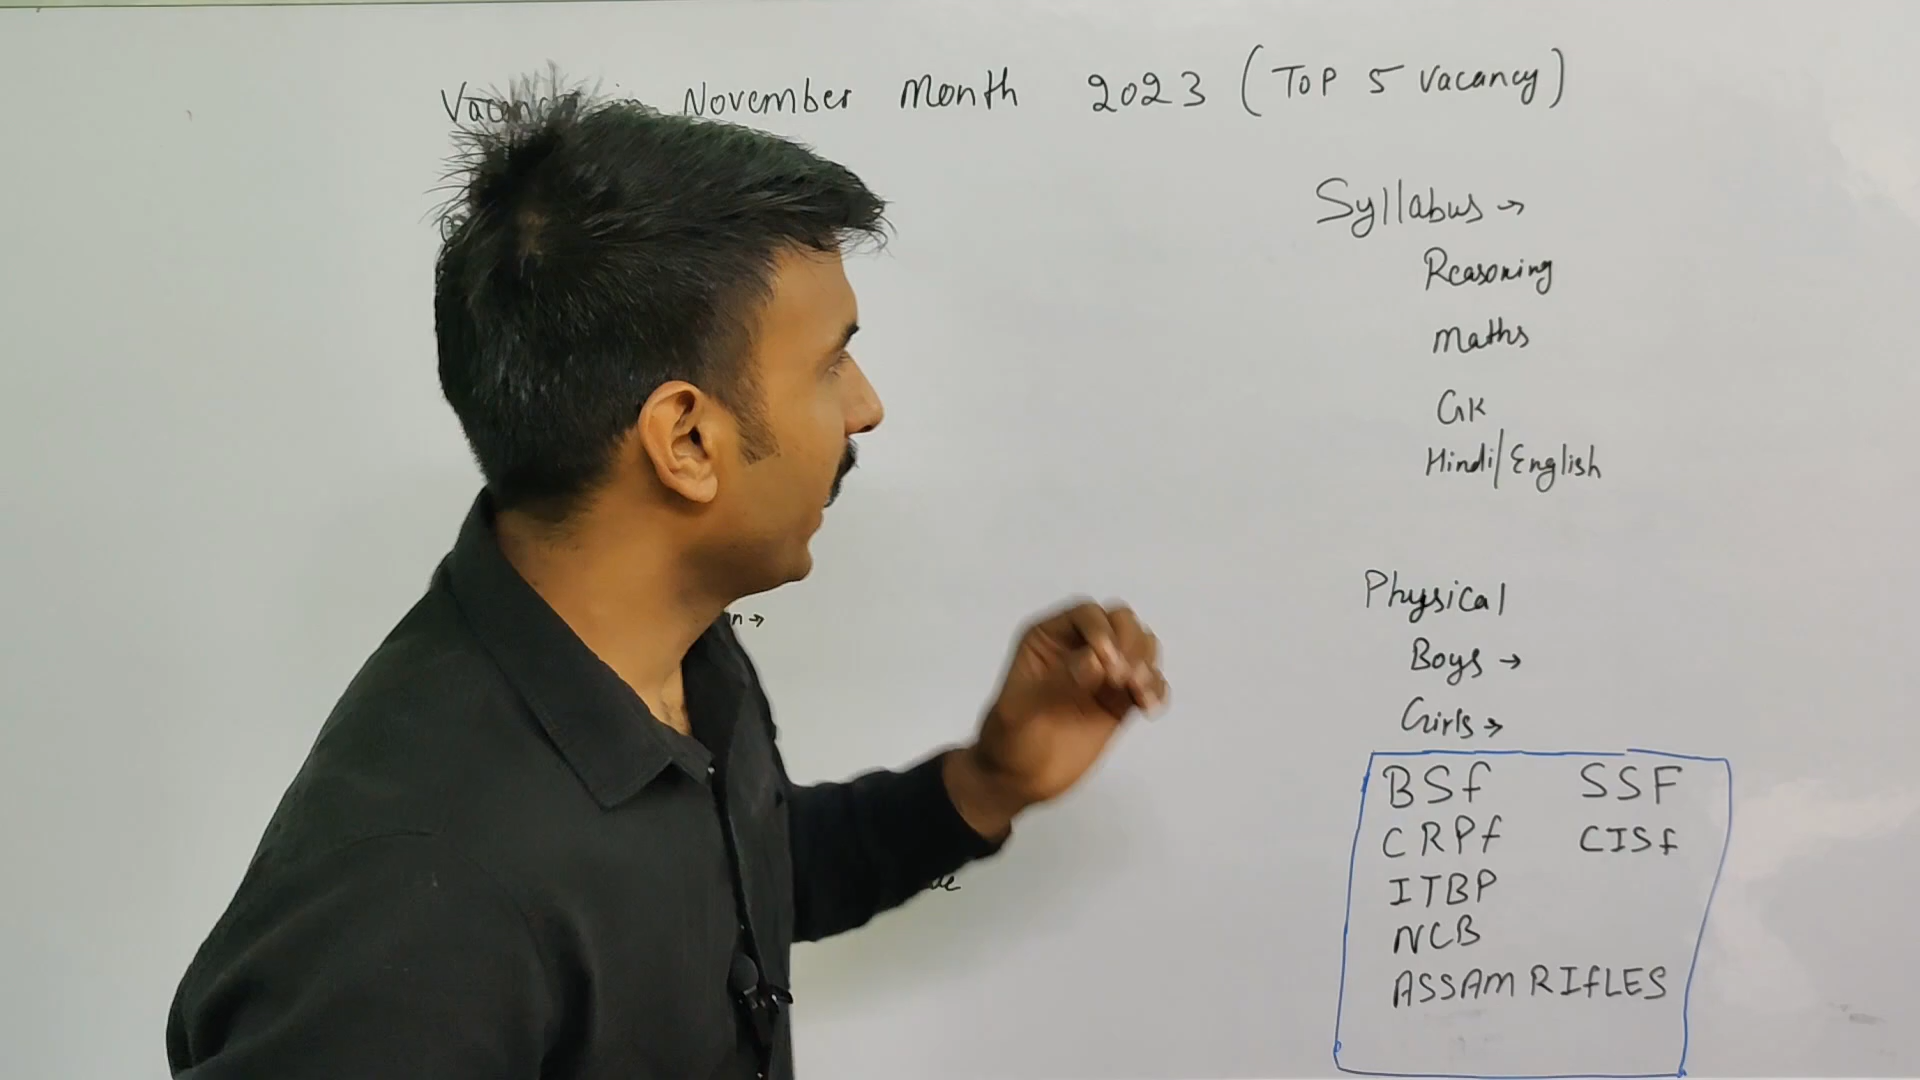 November Month 2023 (TOP 5 vacancy)
Syllabus →
Reasoning
Maths
GK
Hindi/English
Physical
Boys →
Girls →
BSf SSF
CRPf CISf
ITBP
NCB
ASSAM RIfLES